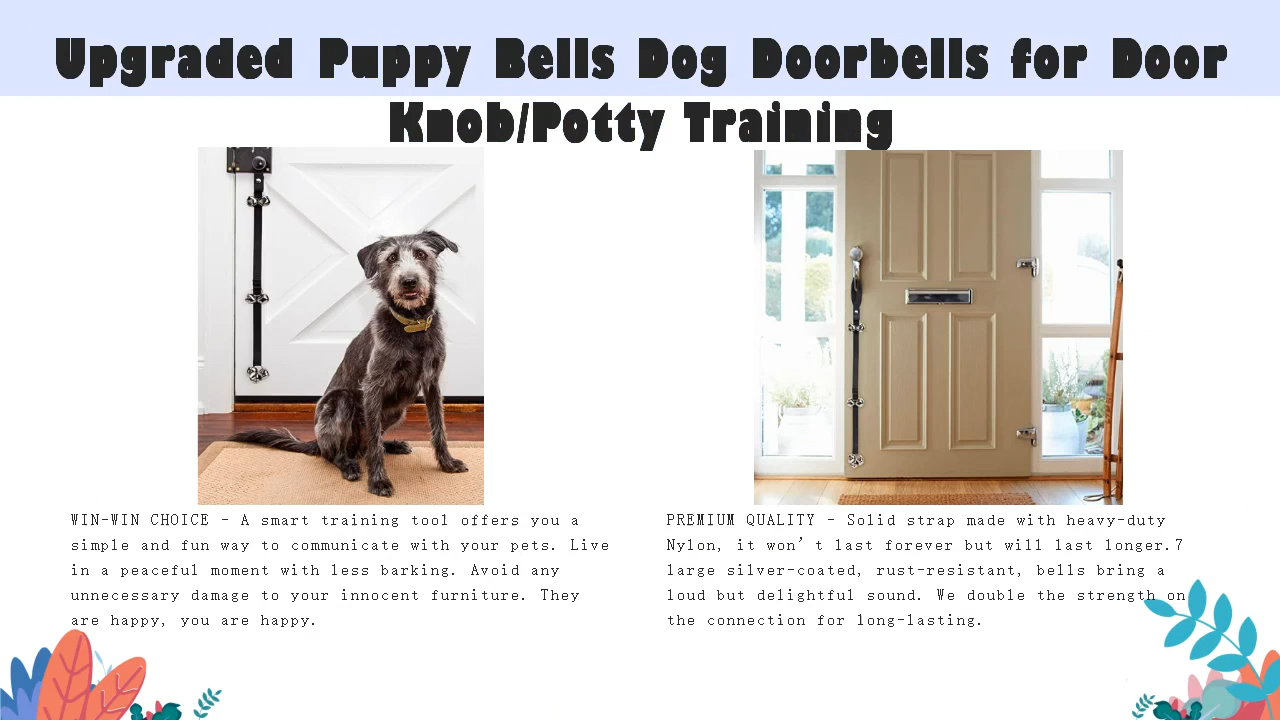 Upgraded Puppy Bells Dog Doorbells for Door
Knob/Potty Training
WIN-WIN CHOICE - A smart training tool offers you a
simple and fun way to communicate with your pets. Live
in a peaceful moment with less barking. Avoid any
unnecessary damage to your innocent furniture. They
are happy, you are happy.
PREMIUM QUALITY - Solid strap made with heavy-duty
Nylon, it won’t last forever but will last longer.7
large silver-coated, rust-resistant, bells bring a
loud but delightful sound. We double the strength on
the connection for long-lasting.